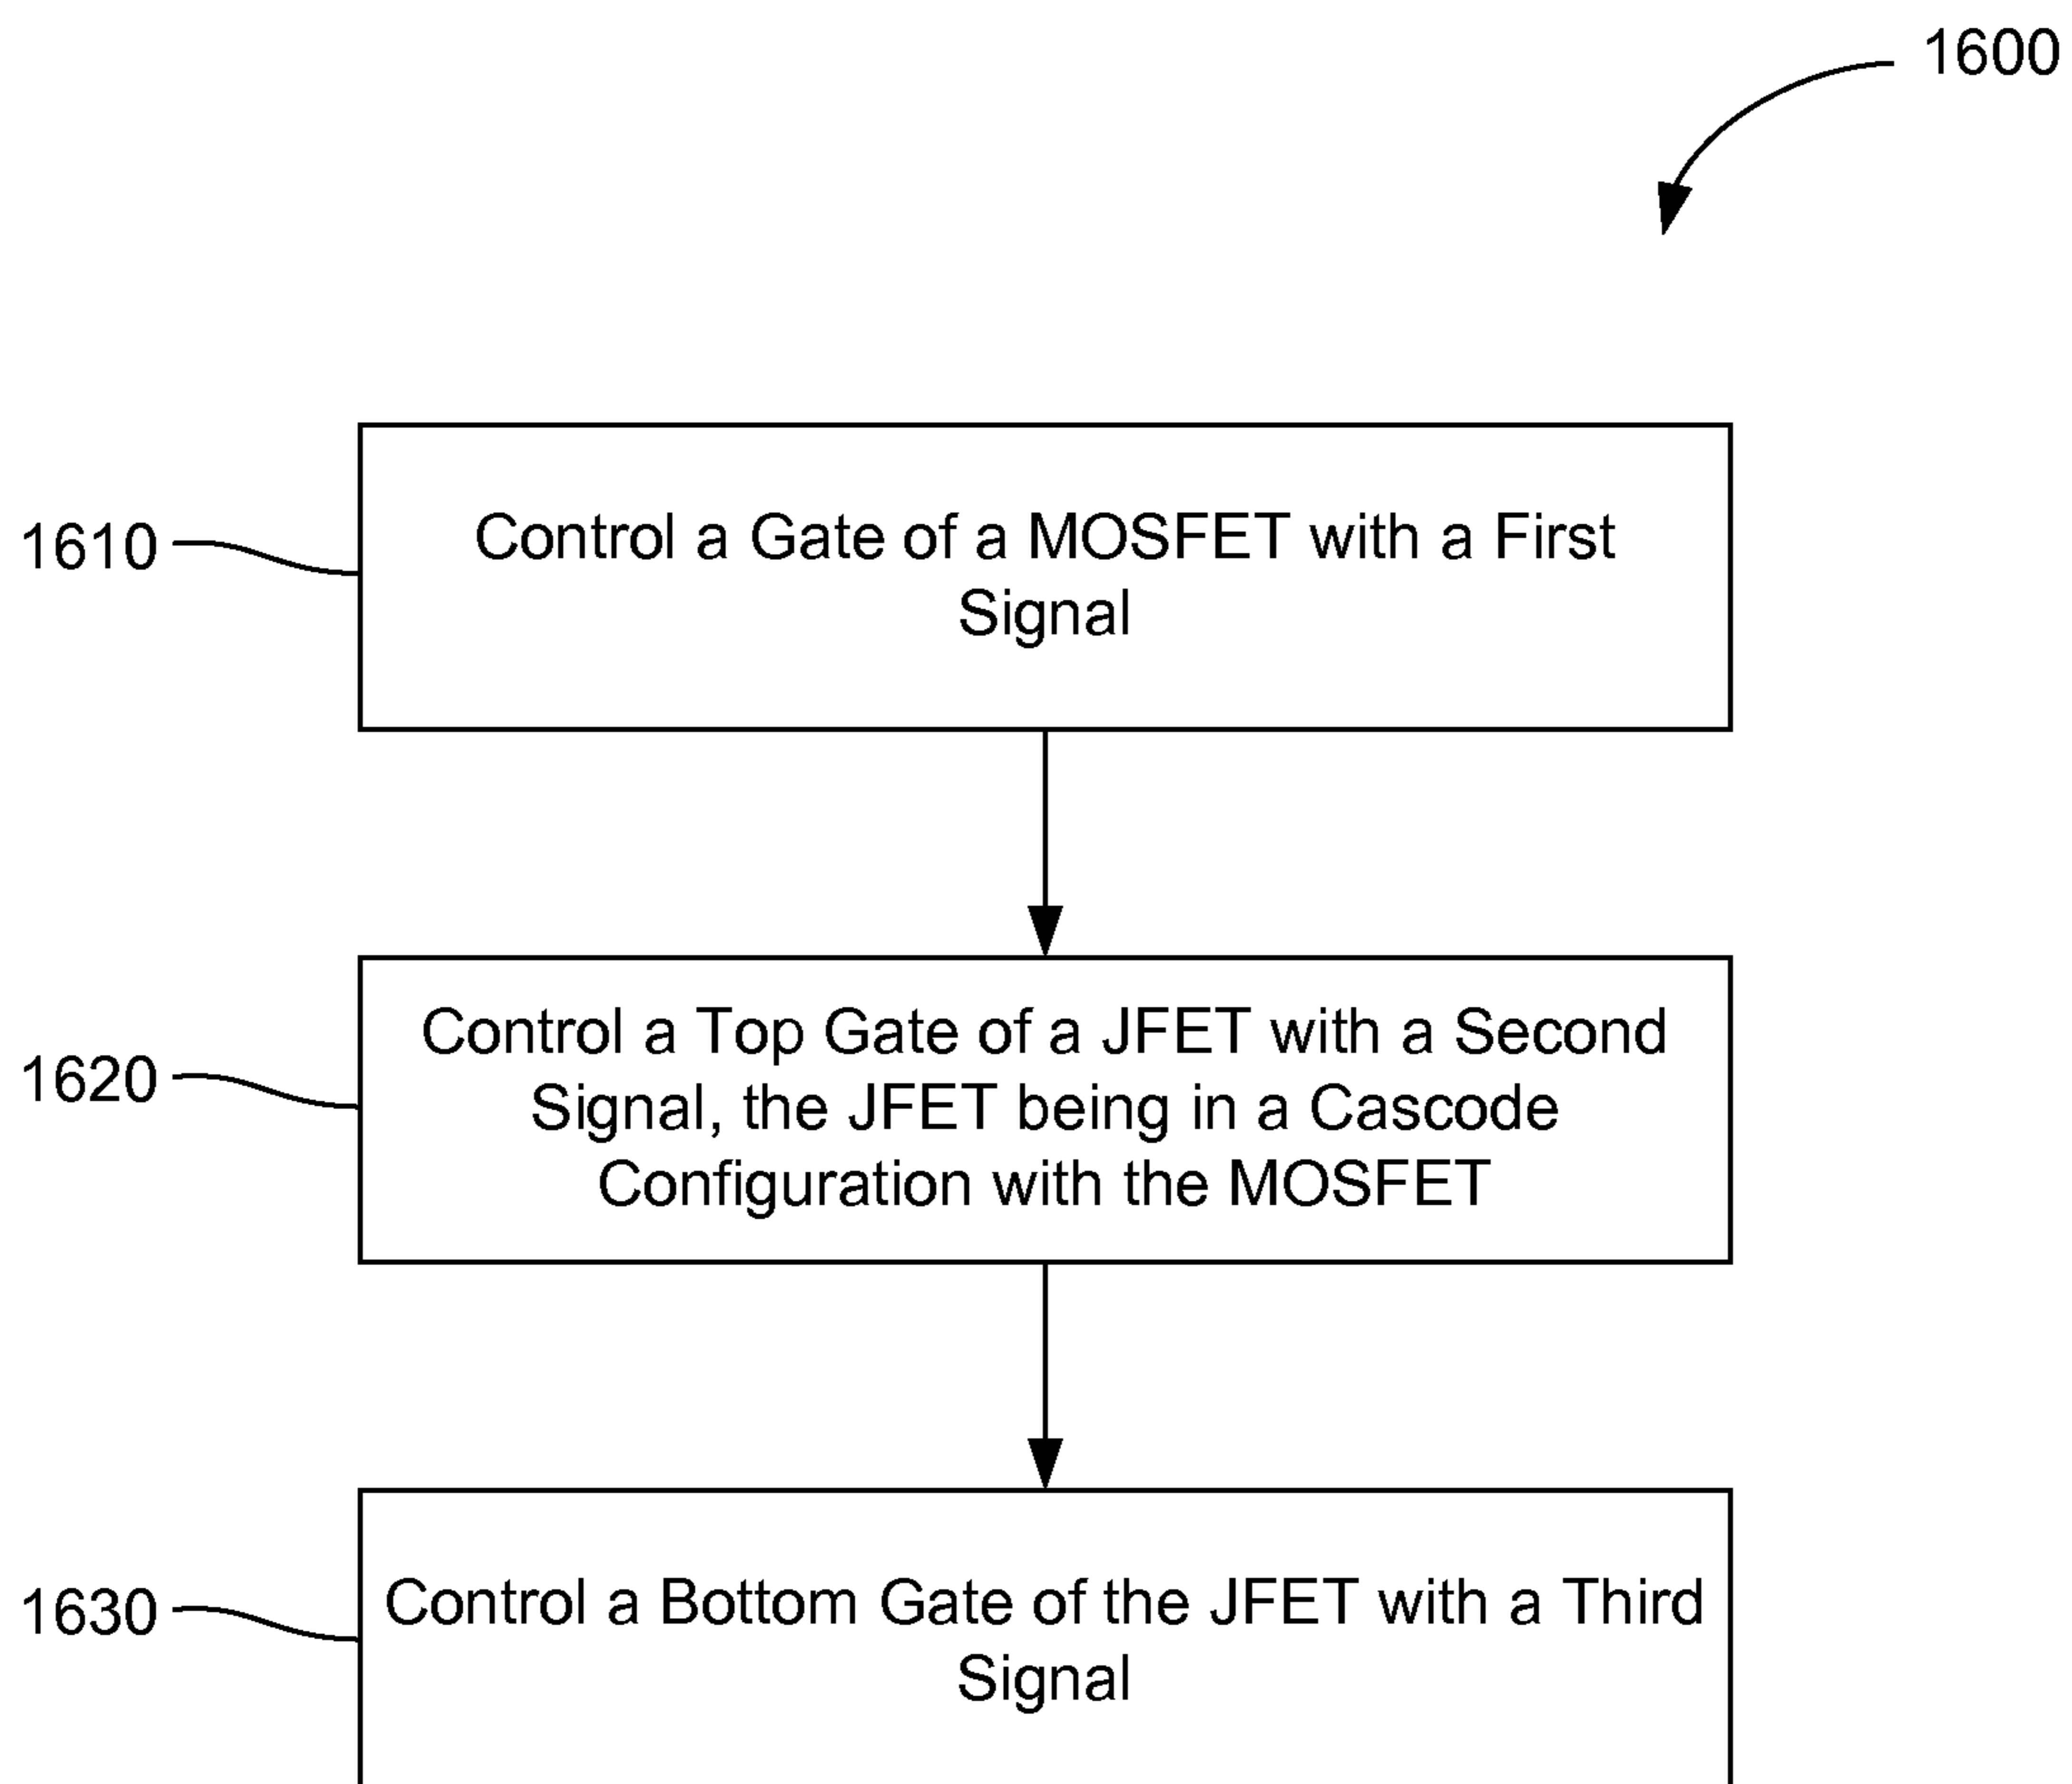 1600
1610
Control a Gate of a MOSFET with a First
Signal
1620
Control a Top Gate of a JFET with a Second
Signal, the JFET being in a Cascode
Configuration with the MOSFET
1630
Control a Bottom Gate of the JFET with a Third
Signal